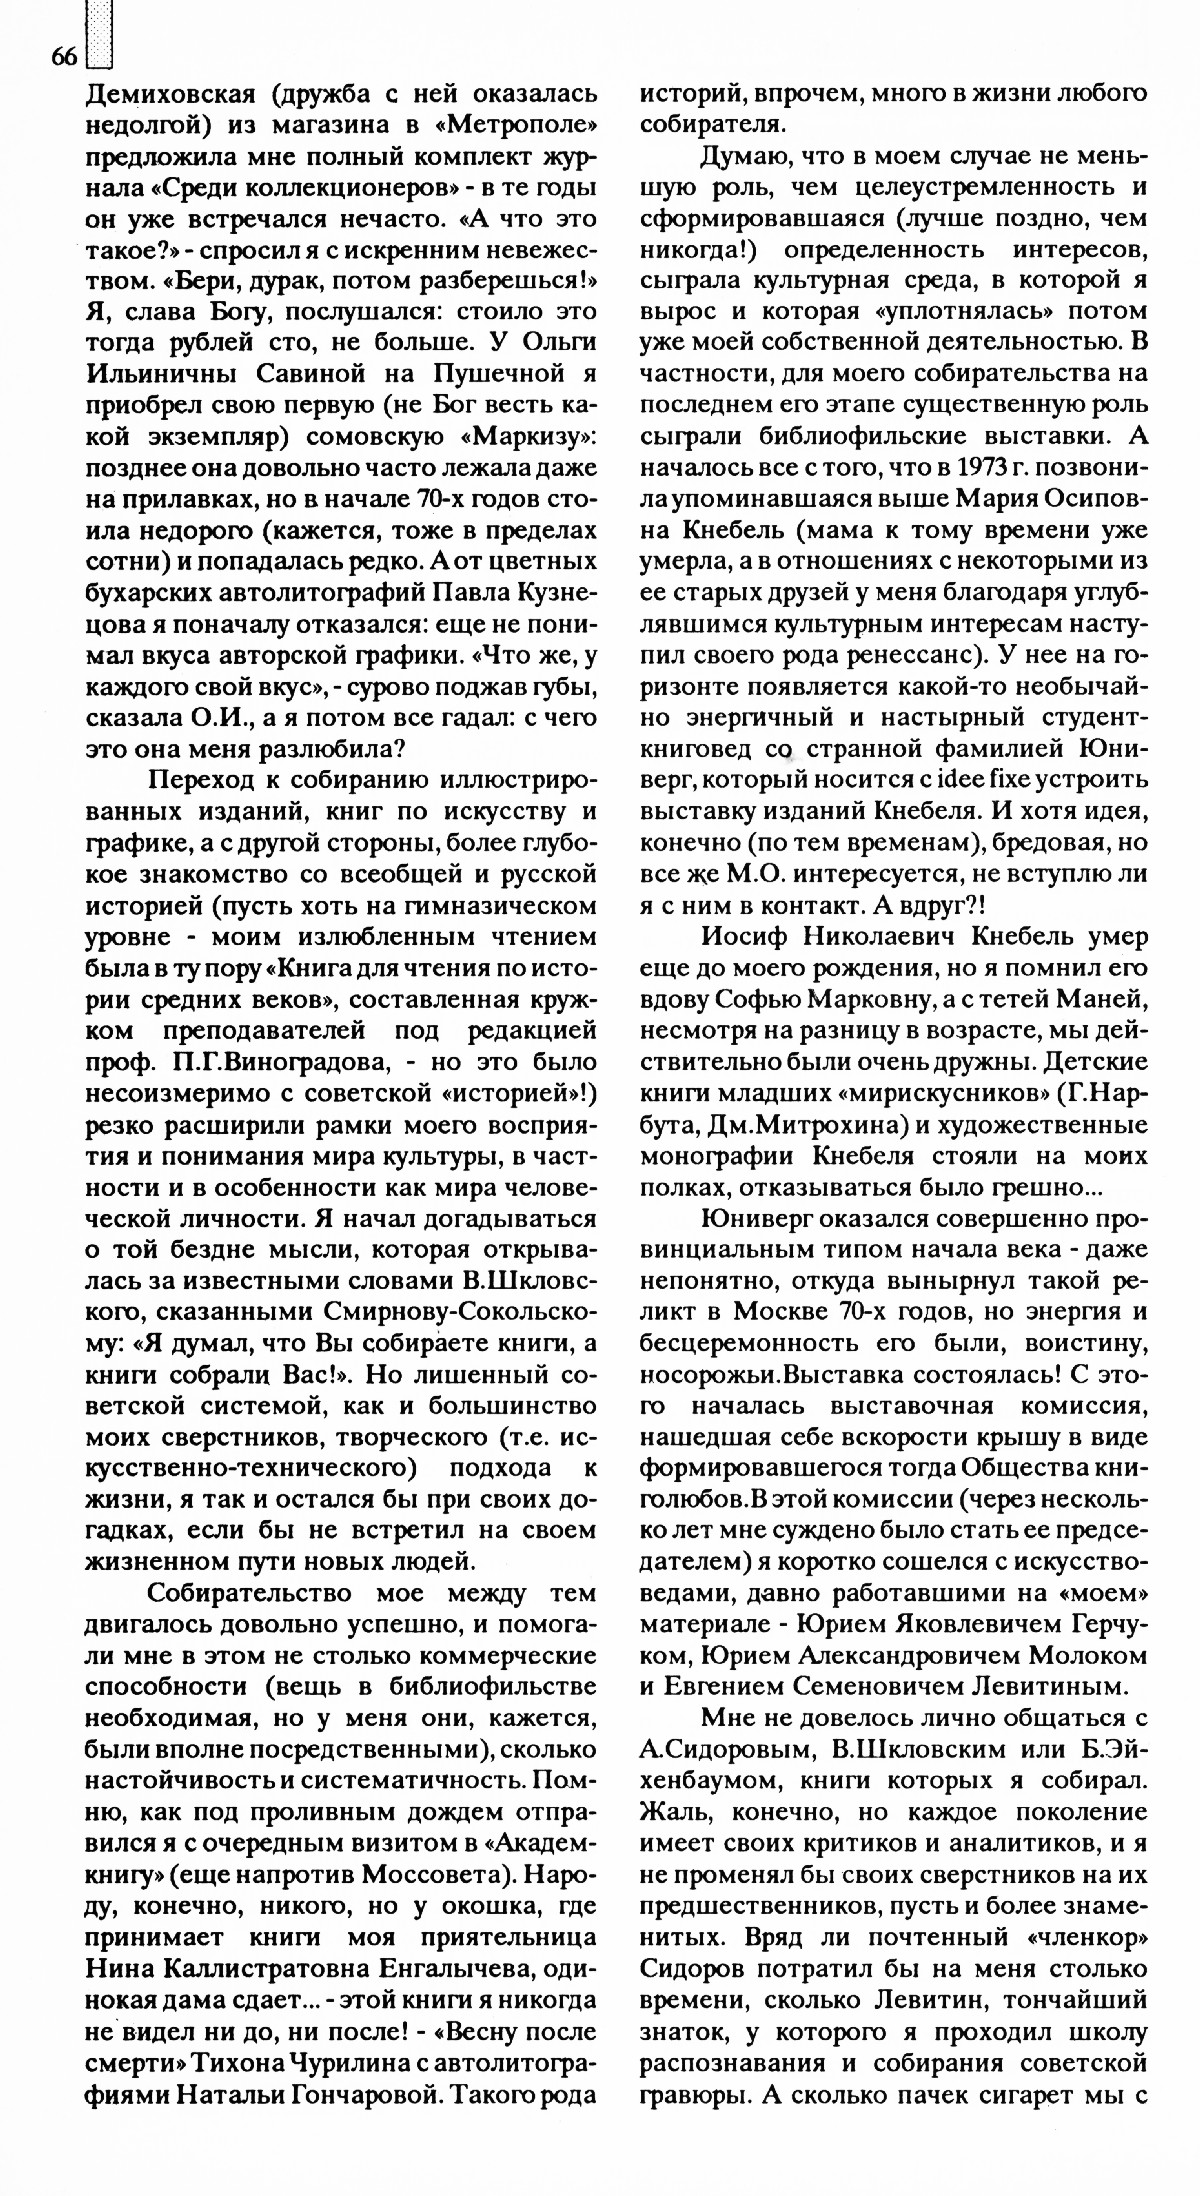 66
Демиховская (дружба с ней оказалась
недолгой) из магазина в «Метрополе»
предложила мне полный комплект жур-
нала «Среди коллекционеров» - в те годы
он уже встречался нечасто. «А что это
такое?» - спросил я с искренним невежес-
твом. «Бери, дурак, потом разберешься!»
Я, слава Богу, послушался: стоило это
тогда рублей сто, не больше. У Ольги
Ильиничны Савиной на Пушечной я
приобрел свою первую (не Бог весть ка-
кой экземпляр) сомовскую «Маркизу»:
позднее она довольно часто лежала даже
на прилавках, но в начале 70-х годов сто-
ила недорого (кажется, тоже в пределах
сотни) и попадалась редко. А от цветных
бухарских автолитографий Павла Кузне-
цова я поначалу отказался: еще не пони-
мал вкуса авторской графики. «Что же, у
каждого свой вкус», - сурово поджав губы,
сказала О.И., а я потом все гадал: с чего
это она меня разлюбила?
Переход к собиранию иллюстриро-
ванных изданий, книг по искусству и
графике, а с другой стороны, более глубо-
кое знакомство со всеобщей и русской
историей (пусть хоть на гимназическом
уровне - моим излюбленным чтением
была в ту пору «Книга для чтения по исто-
рии средних веков», составленная круж-
ком преподавателей под редакцией
проф. П.Г.Виноградова, - но это было
несоизмеримо с советской «историей»!)
резко расширили рамки моего восприя-
тия и понимания мира культуры, в част-
ности и в особенности как мира челове-
ческой личности. Я начал догадываться
о той бездне мысли, которая открыва-
лась за известными словами В.Шкловс-
кого, сказанными Смирнову-Сокольско-
му: «Я думал, что Вы собираете книги, а
книги собрали Вас!». Но лишенный со-
ветской системой, как и большинство
моих сверстников, творческого (т.е. ис-
кусственно-технического) подхода к
жизни, я так и остался бы при своих до-
гадках, если бы не встретил на своем
жизненном пути новых людей.
Собирательство мое между тем
двигалось довольно успешно, и помога-
ли мне в этом не столько коммерческие
способности (вещь в библиофильстве
необходимая, но у меня они, кажется,
были вполне посредственными), сколько
настойчивость и систематичность. Пом-
ню, как под проливным дождем отпра-
вился я с очередным визитом в «Академ-
книгу» (еще напротив Моссовета). Наро-
ду, конечно, никого, но у окошка, где
принимает книги моя приятельница
Нина Каллистратовна Енгалычева, оди-
нокая дама сдает... - этой книги я никогда
не видел ни до, ни после! - «Весну после
смерти» Тихона Чурилина с автолитогра-
фиями Натальи Гончаровой. Такого рода
историй, впрочем, много в жизни любого
собирателя.
Думаю, что в моем случае не мень-
шую роль, чем целеустремленность и
сформировавшаяся (лучше поздно, чем
никогда!) определенность интересов,
сыграла культурная среда, в которой я
вырос и которая «уплотнялась» потом
уже моей собственной деятельностью. В
частности, для моего собирательства на
последнем его этапе существенную роль
сыграли библиофильские выставки. А
началось все с того, что в 1973 г. позвони-
ла упоминавшаяся выше Мария Осипов-
на Кнебель (мама к тому времени уже
умерла, а в отношениях с некоторыми из
ее старых друзей у меня благодаря углуб-
лявшимся культурным интересам насту-
пил своего рода ренессанс). У нее на го-
ризонте появляется какой-то необычай-
но энергичный и настырный студент-
книговед со странной фамилией Юни-
верг, который носится с idee fixe устроить
выставку изданий Кнебеля. И хотя идея,
конечно (по тем временам), бредовая, но
все же М.О. интересуется, не вступлю ли
я с ним в контакт. А вдруг?!
Иосиф Николаевич Кнебель умер
еще до моего рождения, но я помнил его
вдову Софью Марковну, а с тетей Маней,
несмотря на разницу в возрасте, мы дей-
ствительно были очень дружны. Детские
книги младших «мирискусников» (Г.Нар-
бута, Дм.Митрохина) и художественные
монографии Кнебеля стояли на моих
полках, отказываться было грешно...
Юниверг оказался совершенно про-
винциальным типом начала века - даже
непонятно, откуда вынырнул такой ре-
ликт в Москве 70-х годов, но энергия и
бесцеремонность его были, воистину,
носорожьи.Выставка состоялась! С это-
го началась выставочная комиссия,
нашедшая себе вскорости крышу в виде
формировавшегося тогда Общества кни-
голюбов.В этой комиссии (через несколь-
ко лет мне суждено было стать ее предсе-
дателем) я коротко сошелся с искусство-
ведами, давно работавшими на «моем»
материале - Юрием Яковлевичем Герчу-
ком, Юрием Александровичем Молоком
и Евгением Семеновичем Левитиным.
Мне не довелось лично общаться с
А.Сидоровым, В.Шкловским или Б.Эй-
хенбаумом, книги которых я собирал.
Жаль, конечно, но каждое поколение
имеет своих критиков и аналитиков, и я
не променял бы своих сверстников на их
предшественников, пусть и более знаме-
нитых. Вряд ли почтенный «членкор»
Сидоров потратил бы на меня столько
времени, сколько Левитин, тончайший
знаток, у которого я проходил школу
распознавания и собирания советской
гравюры. А сколько пачек сигарет мы с